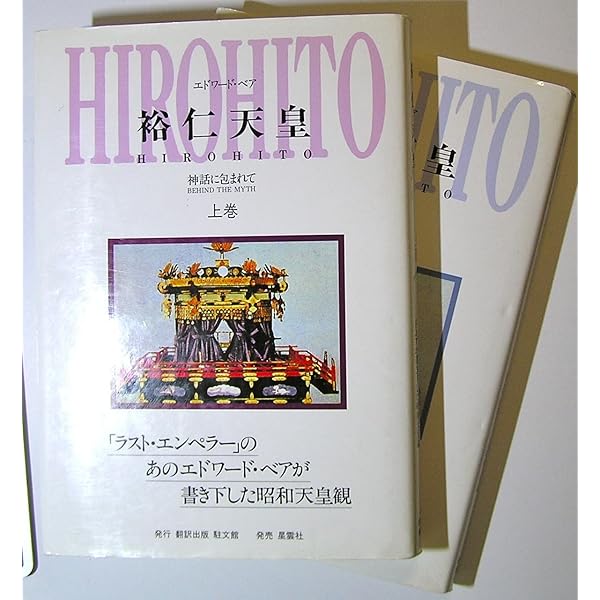 HIROHITO
エドワード・ベア
裕仁天皇
HIROHITO
神話に包まれて
BEHIND THE MYTH
上巻
「ラスト・エンペラー」の
あのエドワード・ベアが
書き下した昭和天皇観
発行 翻訳出版 駐文館 発売 星雲社
HITO
皇
TO